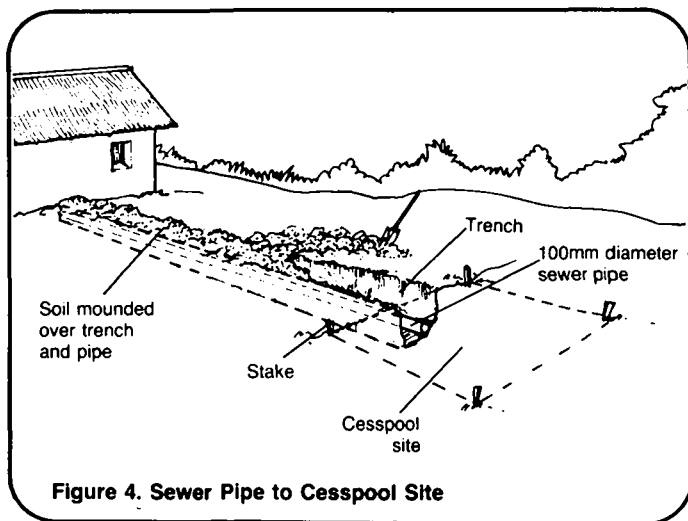 Trench
100mm diameter
sewer pipe
Soil mounded
over trench
and pipe
Stake
Cesspool
site
Figure 4. Sewer Pipe to Cesspool Site